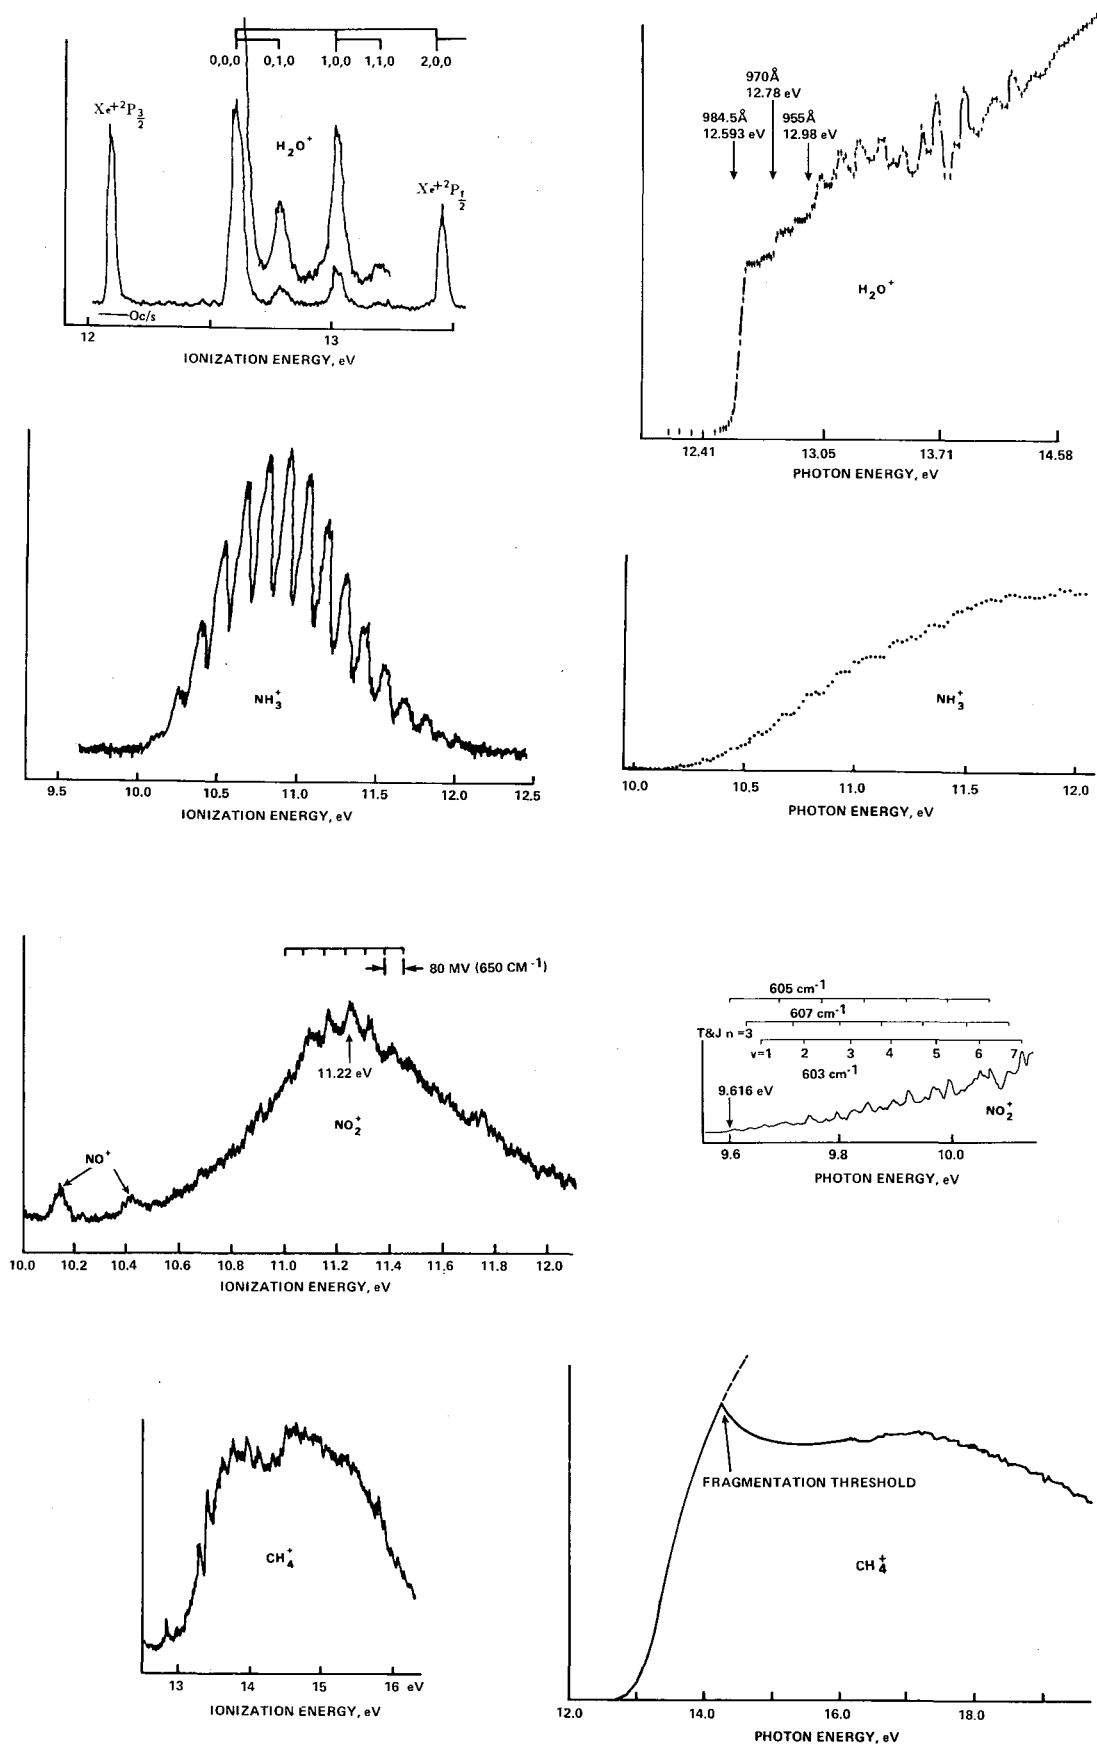 0,0,0 0,1,0 1,0,0 1,1,0 2,0,0
Xe+2P3/2
H2O+
Xe+2P1/2
Oc/s
12 13
IONIZATION ENERGY, eV
970Å
12.78 eV
984.5Å
12.593 eV
955Å
12.98 eV
H2O+
12.41 13.05 13.71 14.58
PHOTON ENERGY, eV
NH3+
9.5 10.0 10.5 11.0 11.5 12.0 12.5
IONIZATION ENERGY, eV
NH3+
10.0 10.5 11.0 11.5 12.0
PHOTON ENERGY, eV
80 MV (650 CM-1)
11.22 eV
NO2+
NO+
10.0 10.2 10.4 10.6 10.8 11.0 11.2 11.4 11.6 11.8 12.0
IONIZATION ENERGY, eV
605 cm-1
607 cm-1
T&J n =3
v=1 2 3 4 5 6 7
603 cm-1
9.616 eV
NO2+
9.6 9.8 10.0
PHOTON ENERGY, eV
CH4+
13 14 15 16 eV
IONIZATION ENERGY, eV
FRAGMENTATION THRESHOLD
CH4+
12.0 14.0 16.0 18.0
PHOTON ENERGY, eV